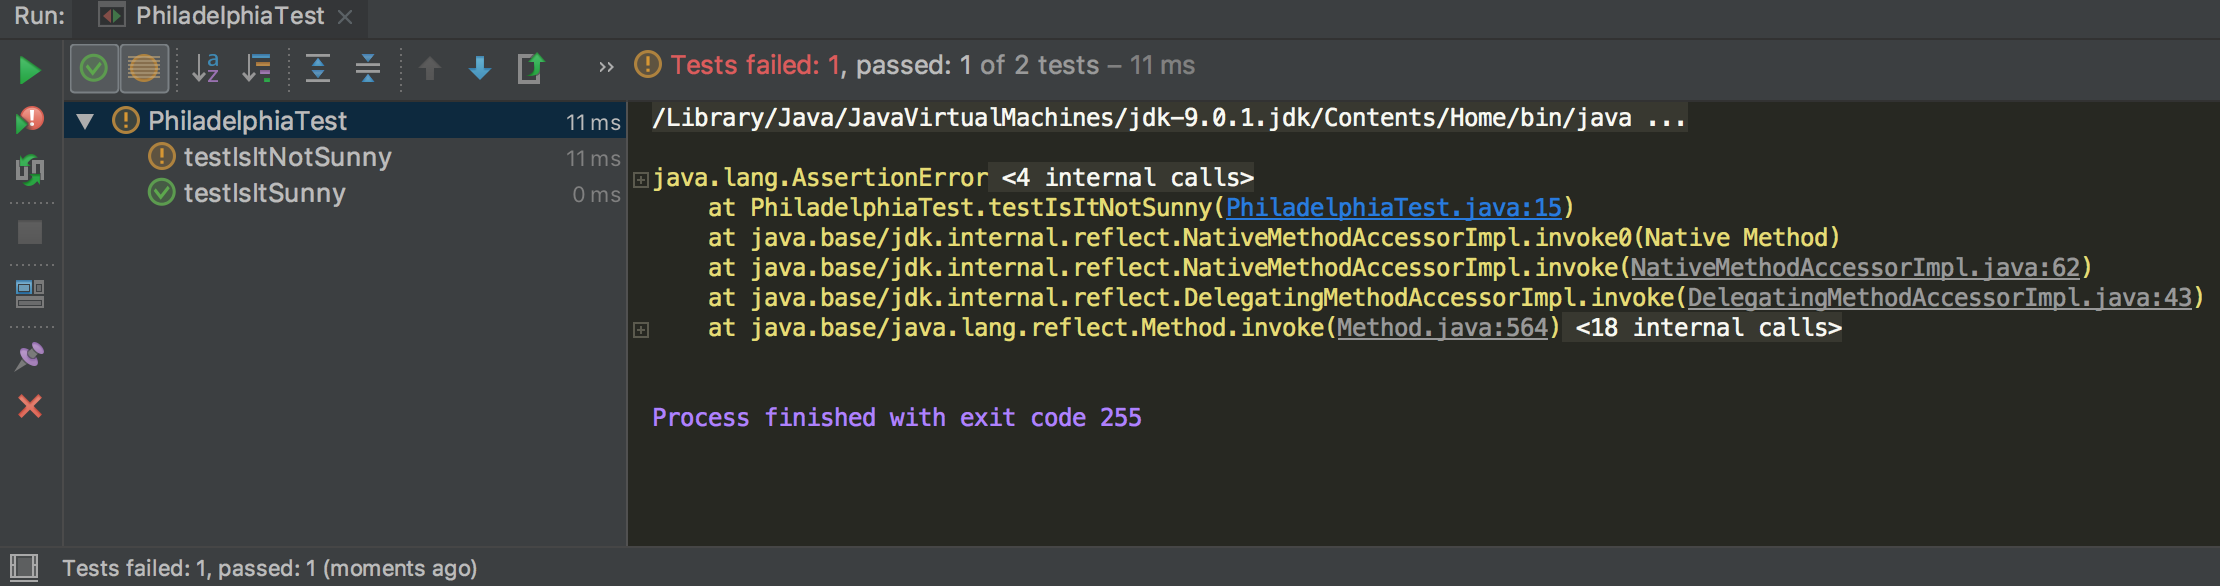 Run: PhiladelphiaTest
Tests failed: 1, passed: 1 of 2 tests – 11 ms
PhiladelphiaTest 11 ms
testIsItNotSunny 11 ms
testIsItSunny 0 ms
/Library/Java/JavaVirtualMachines/jdk-9.0.1.jdk/Contents/Home/bin/java ...
java.lang.AssertionError <4 internal calls>
at PhiladelphiaTest.testIsItNotSunny(PhiladelphiaTest.java:15)
at java.base/jdk.internal.reflect.NativeMethodAccessorImpl.invoke0(Native Method)
at java.base/jdk.internal.reflect.NativeMethodAccessorImpl.invoke(NativeMethodAccessorImpl.java:62)
at java.base/jdk.internal.reflect.DelegatingMethodAccessorImpl.invoke(DelegatingMethodAccessorImpl.java:43)
at java.base/java.lang.reflect.Method.invoke(Method.java:564) <18 internal calls>
Process finished with exit code 255
Tests failed: 1, passed: 1 (moments ago)